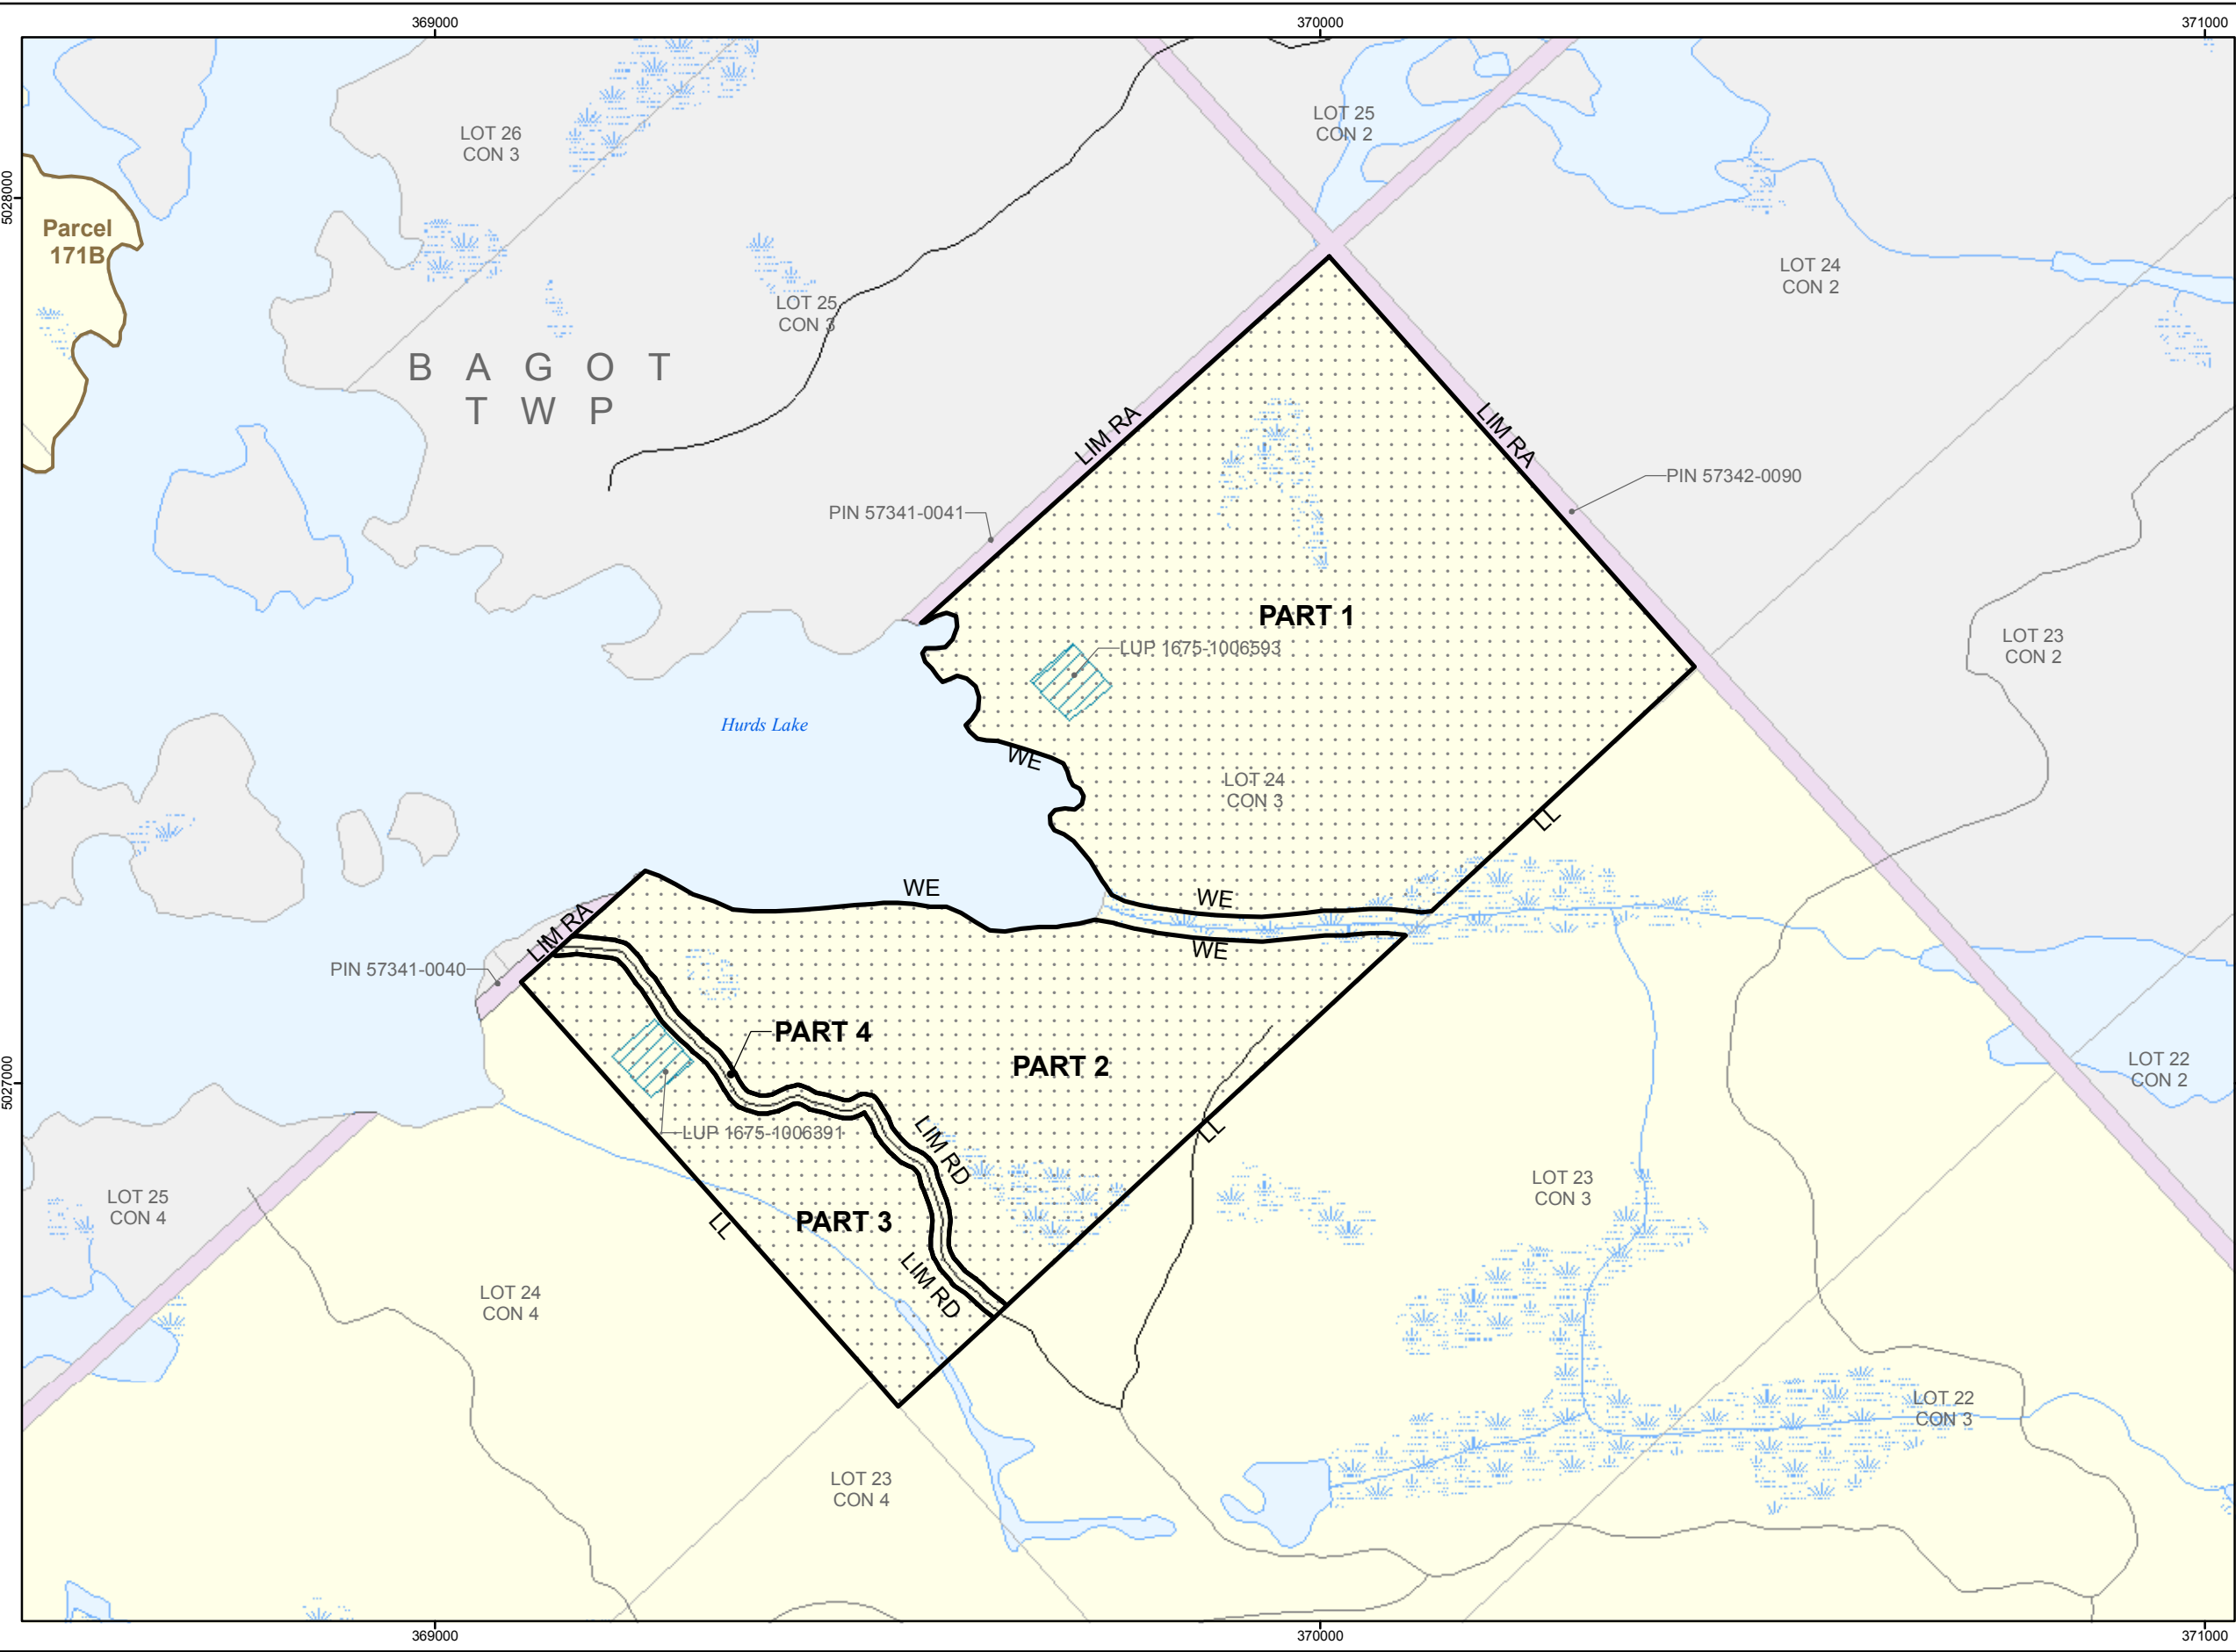 369000
370000
371000
5028000
5027000
LOT 26
CON 3
LOT 25
CON 2
Parcel
171B
LOT 24
CON 2
LOT 25
CON 3
BAGOT
TWP
LIM RA
LIM RA
PIN 57342-0090
PIN 57341-0041
PART 1
LUP 1675-1006593
LOT 23
CON 2
Hurds Lake
WE
LOT 24
CON 3
LL
WE
WE
WE
LIM RA
PIN 57341-0040
PART 4
PART 2
LOT 22
CON 2
LUP 1675-1006391
LIM RD
LL
LOT 23
CON 3
LOT 25
CON 4
PART 3
LL
LIM RD
LOT 24
CON 4
LOT 22
CON 3
LOT 23
CON 4
369000
370000
371000